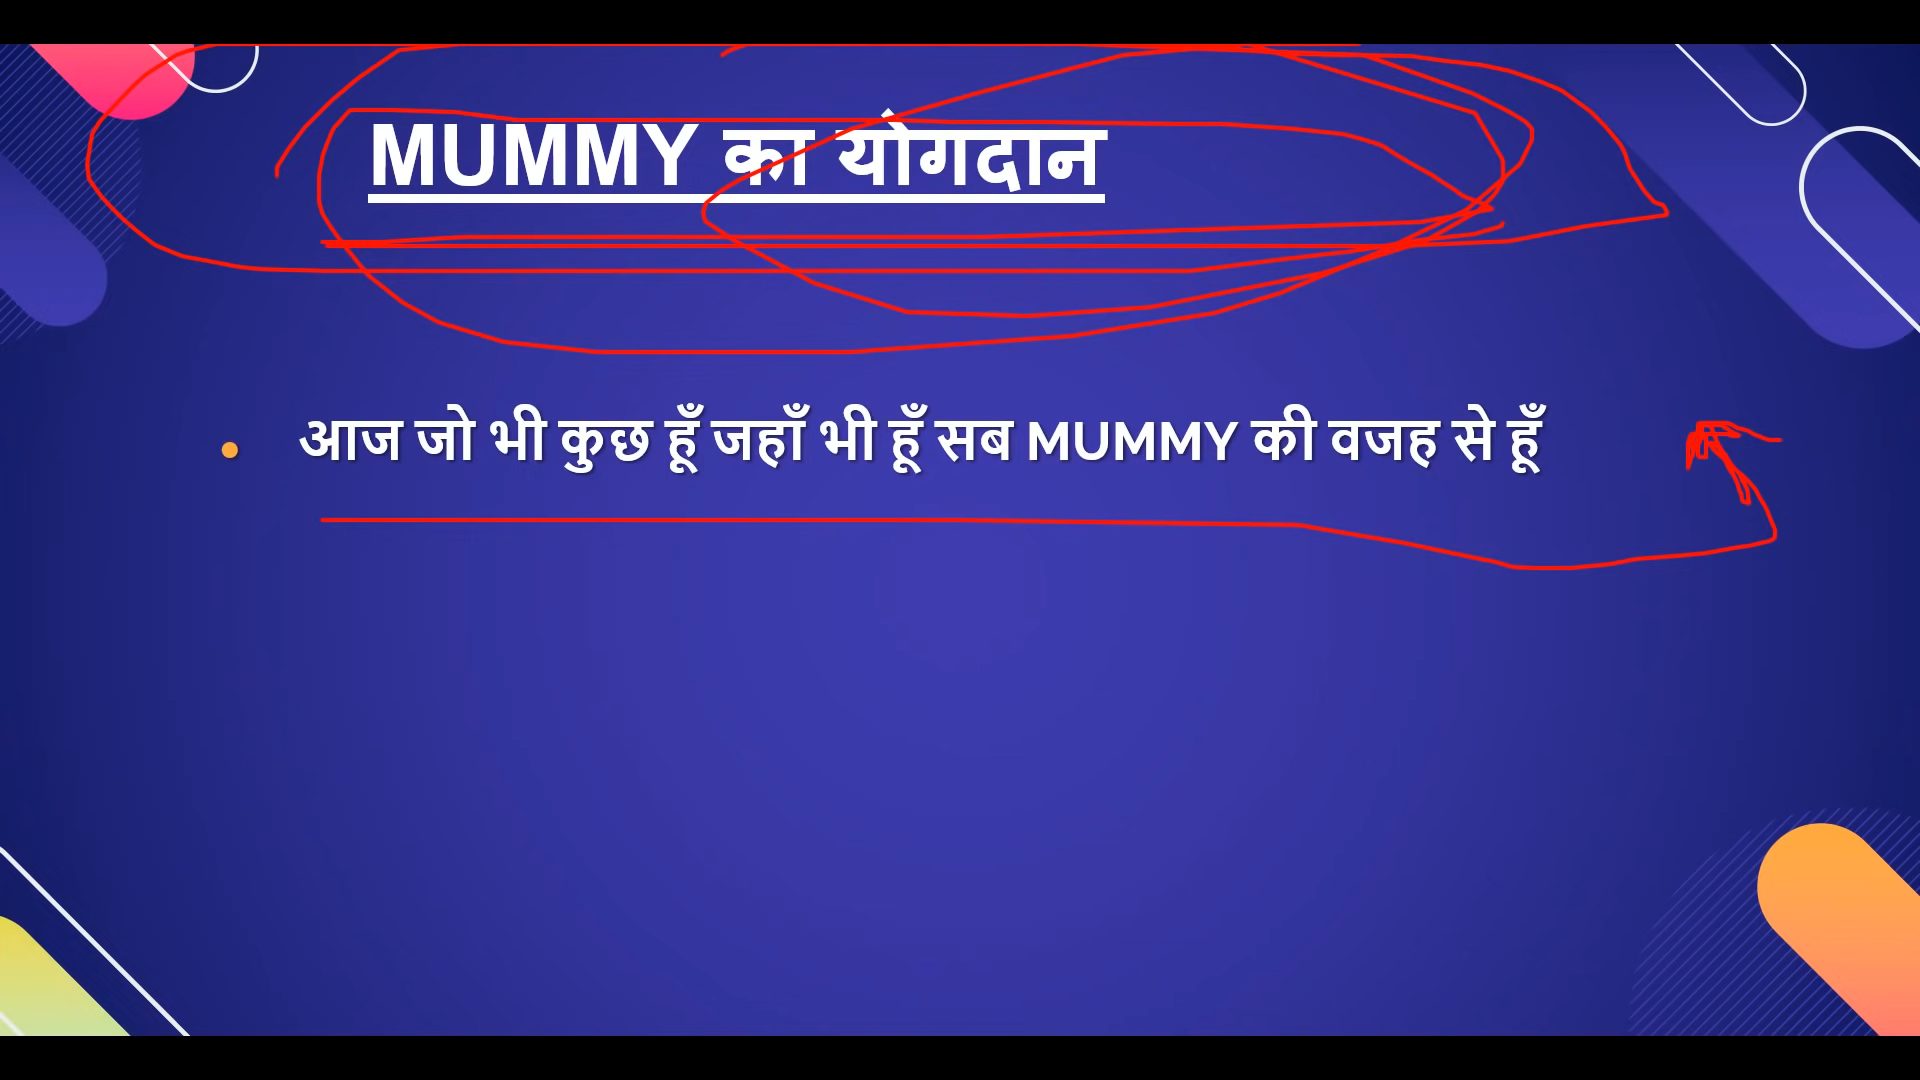 MUMMY का योगदान
आज जो भी कुछ हूँ जहाँ भी हूँ सब MUMMY की वजह से हूँ